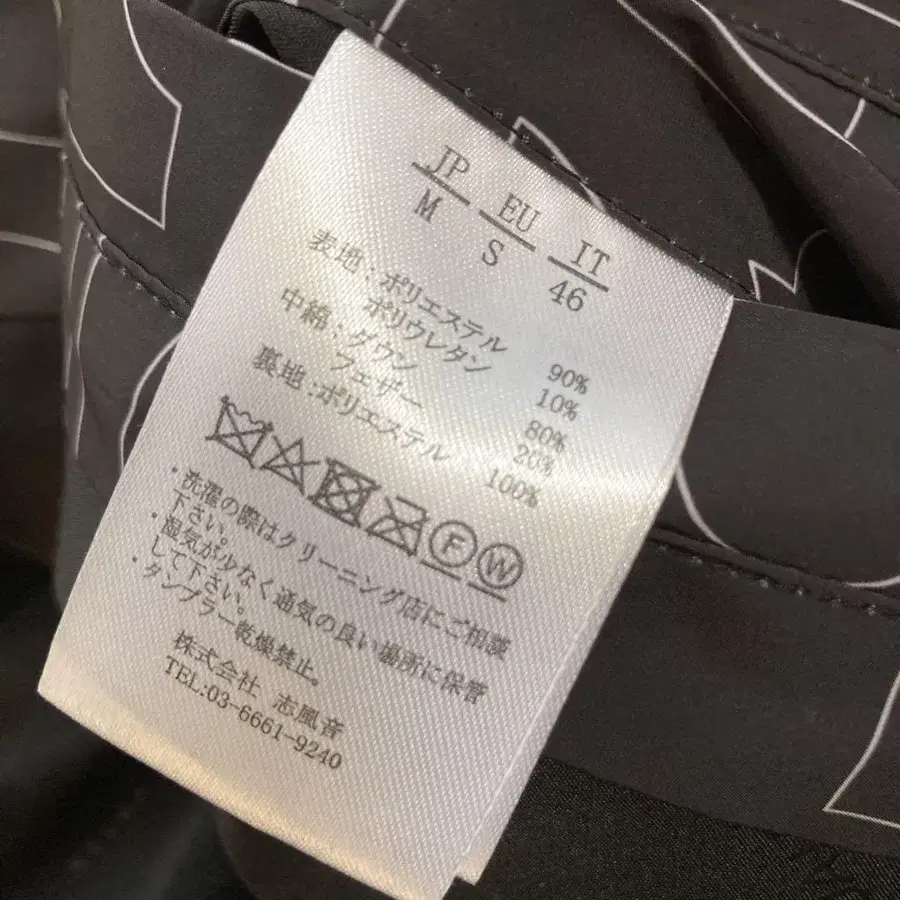 JP EU IT
M S 46
表地：ポリエステル 90%
ポリウレタン 10%
中綿：ダウン 80%
フェザー 20%
裏地：ポリエステル 100%
F W
・洗濯の際はクリーニング店にご相談
下さい。
・湿気が少なく通気の良い場所に保管
して下さい。
・タンブラー乾燥禁止。
株式会社 志風音
TEL:03-6661-9240